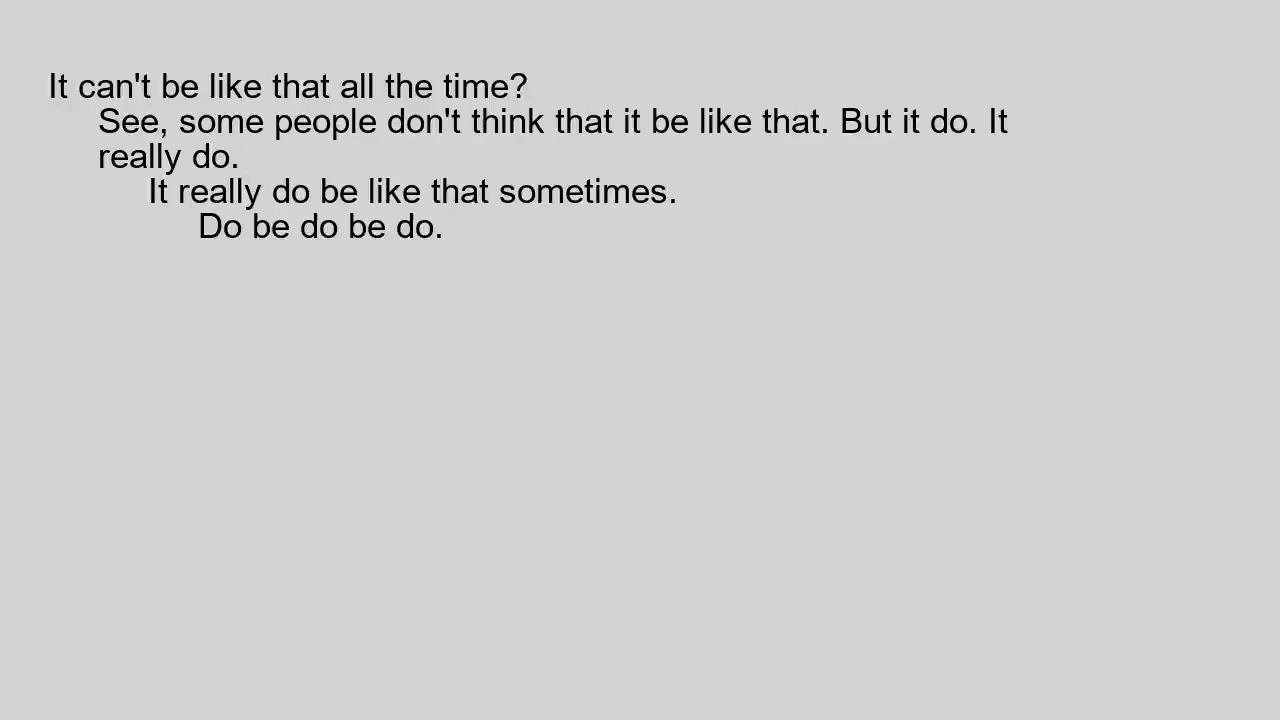 It can't be like that all the time?
See, some people don't think that it be like that. But it do. It
really do.
It really do be like that sometimes.
Do be do be do.